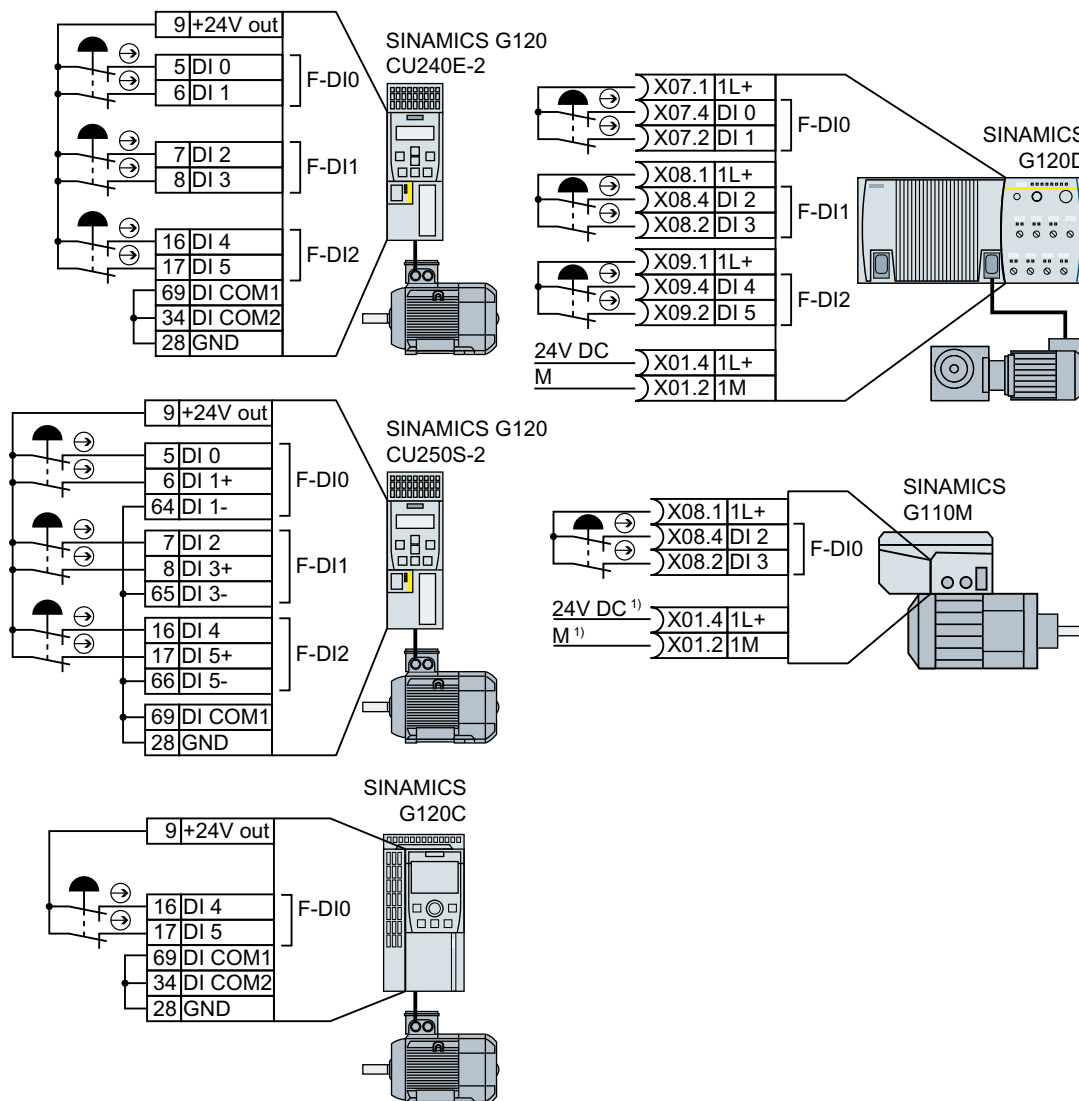 9 +24V out
SINAMICS G120
CU240E-2
5 DI 0
6 DI 1
F-DI0
7 DI 2
8 DI 3
F-DI1
16 DI 4
17 DI 5
F-DI2
69 DI COM1
34 DI COM2
28 GND
X07.1 1L+
X07.4 DI 0
X07.2 DI 1
F-DI0
X08.1 1L+
X08.4 DI 2
X08.2 DI 3
F-DI1
X09.1 1L+
X09.4 DI 4
X09.2 DI 5
F-DI2
24V DC
X01.4 1L+
M
X01.2 1M
SINAMICS
G120D
9 +24V out
SINAMICS G120
CU250S-2
5 DI 0
6 DI 1+
64 DI 1-
F-DI0
7 DI 2
8 DI 3+
65 DI 3-
F-DI1
16 DI 4
17 DI 5+
66 DI 5-
F-DI2
69 DI COM1
28 GND
SINAMICS
G110M
X08.1 1L+
X08.4 DI 2
X08.2 DI 3
F-DI0
24V DC 1)
X01.4 1L+
M 1)
X01.2 1M
SINAMICS
G120C
9 +24V out
16 DI 4
17 DI 5
F-DI0
69 DI COM1
34 DI COM2
28 GND